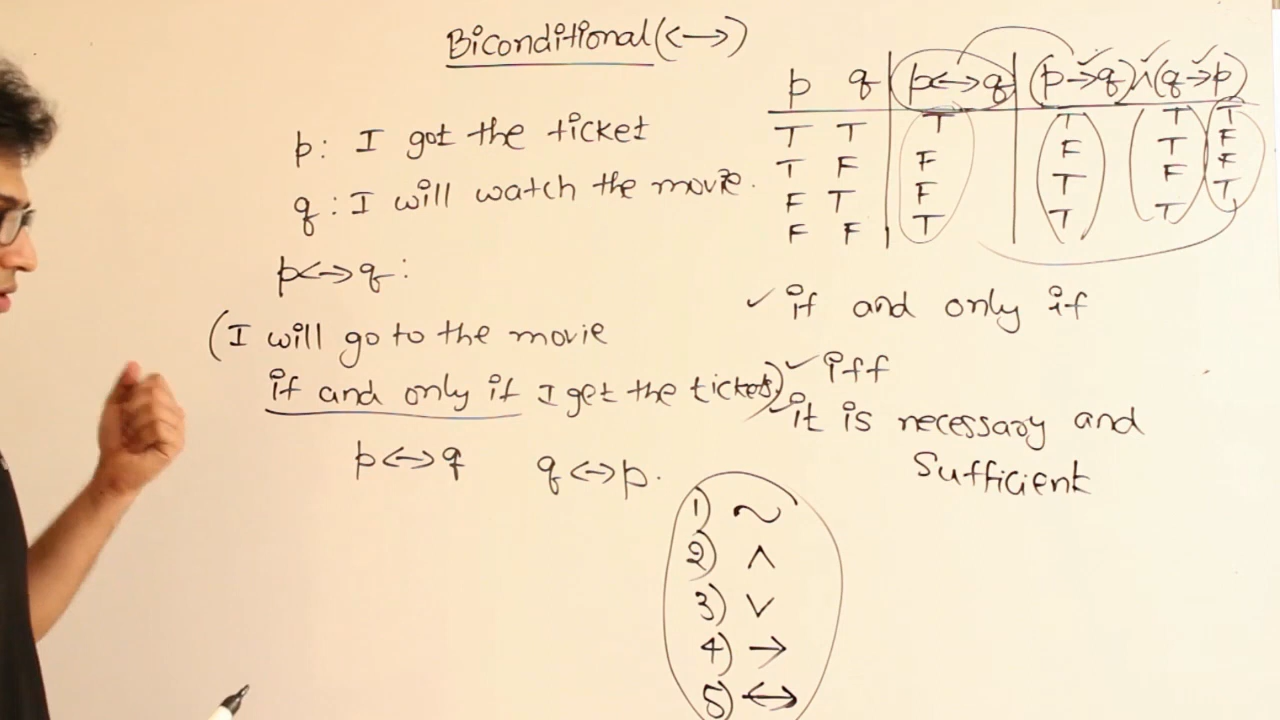 Biconditional (<->)
p: I got the ticket
q: I will watch the movie.
p<->q:
(I will go to the movie
if and only if I get the tickets.)
p<->q q<->p.
p q p<->q (p->q)∧(q->p)
T T T T T T
T F F F T F
F T F T F F
F F T T T T
✓ if and only if
✓ iff
✓ it is necessary and
Sufficient
1) ~
2) ∧
3) ∨
4) ->
5) <->